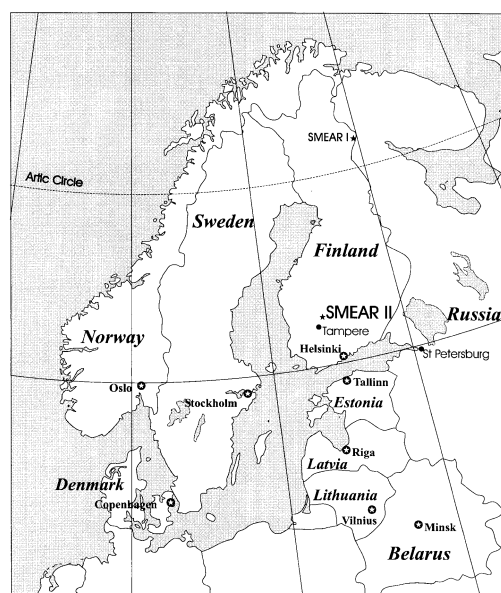 SMEAR I
Artic Circle
Sweden
Finland
SMEAR II
Tampere
Russia
Norway
Helsinki
St Petersburg
Oslo
Tallinn
Stockholm
Estonia
Riga
Latvia
Denmark
Lithuania
Copenhagen
Vilnius
Minsk
Belarus